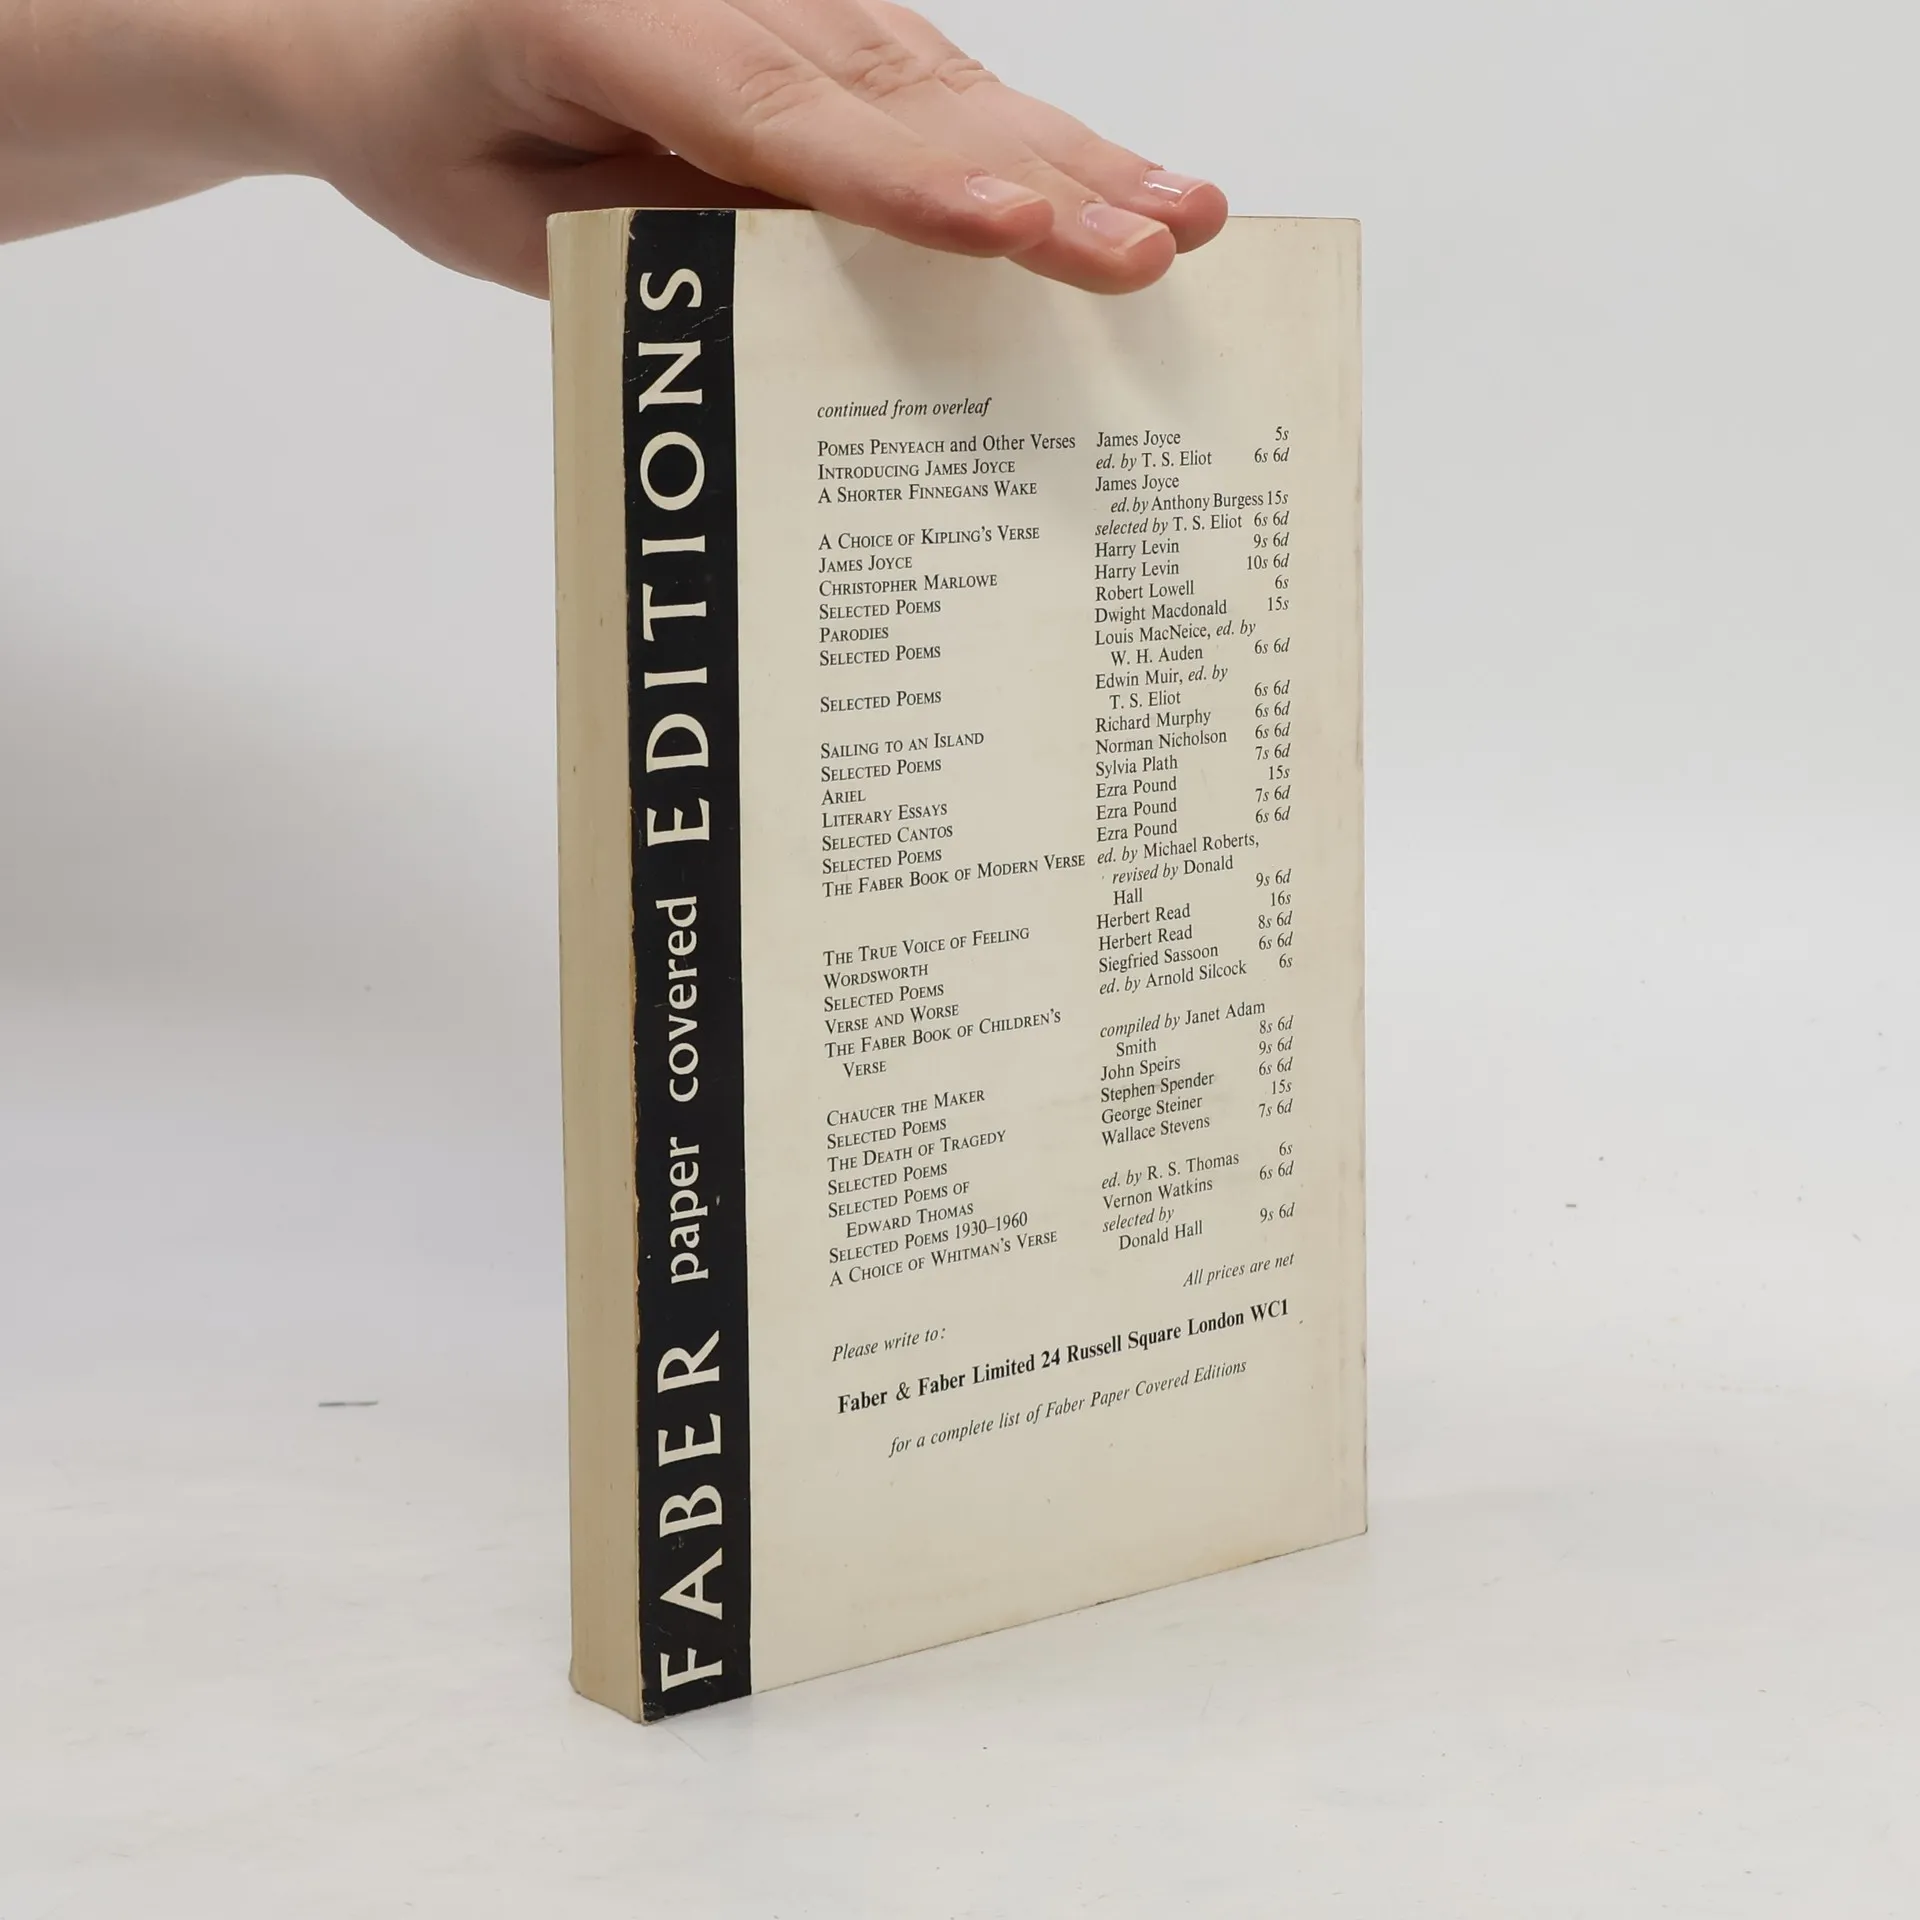 FABER paper covered EDITIONS
continued from overleaf
POMES PENYEACH and Other Verses James Joyce 5s
INTRODUCING JAMES JOYCE ed. by T. S. Eliot 6s 6d
A SHORTER FINNEGANS WAKE James Joyce
ed. by Anthony Burgess 15s
A CHOICE OF KIPLING'S VERSE selected by T. S. Eliot 6s 6d
JAMES JOYCE Harry Levin 9s 6d
CHRISTOPHER MARLOWE Harry Levin 10s 6d
SELECTED POEMS Robert Lowell 6s
PARODIES Dwight Macdonald 15s
SELECTED POEMS Louis MacNeice, ed. by
W. H. Auden 6s 6d
SELECTED POEMS Edwin Muir, ed. by
T. S. Eliot 6s 6d
SAILING TO AN ISLAND Richard Murphy 6s 6d
SELECTED POEMS Norman Nicholson 6s 6d
ARIEL Sylvia Plath 7s 6d
LITERARY ESSAYS Ezra Pound 15s
SELECTED CANTOS Ezra Pound 7s 6d
SELECTED POEMS Ezra Pound 6s 6d
THE FABER BOOK OF MODERN VERSE ed. by Michael Roberts,
revised by Donald
Hall 9s 6d
THE TRUE VOICE OF FEELING Herbert Read 16s
WORDSWORTH Herbert Read 8s 6d
SELECTED POEMS Siegfried Sassoon 6s 6d
VERSE AND WORSE ed. by Arnold Silcock 6s
THE FABER BOOK OF CHILDREN'S
VERSE compiled by Janet Adam
Smith 8s 6d
CHAUCER THE MAKER John Speirs 9s 6d
SELECTED POEMS Stephen Spender 6s 6d
THE DEATH OF TRAGEDY George Steiner 15s
SELECTED POEMS Wallace Stevens 7s 6d
SELECTED POEMS OF
EDWARD THOMAS ed. by R. S. Thomas 6s
SELECTED POEMS 1930–1960 Vernon Watkins 6s 6d
A CHOICE OF WHITMAN'S VERSE selected by
Donald Hall 9s 6d
All prices are net
Please write to:
Faber & Faber Limited 24 Russell Square London WC1
for a complete list of Faber Paper Covered Editions